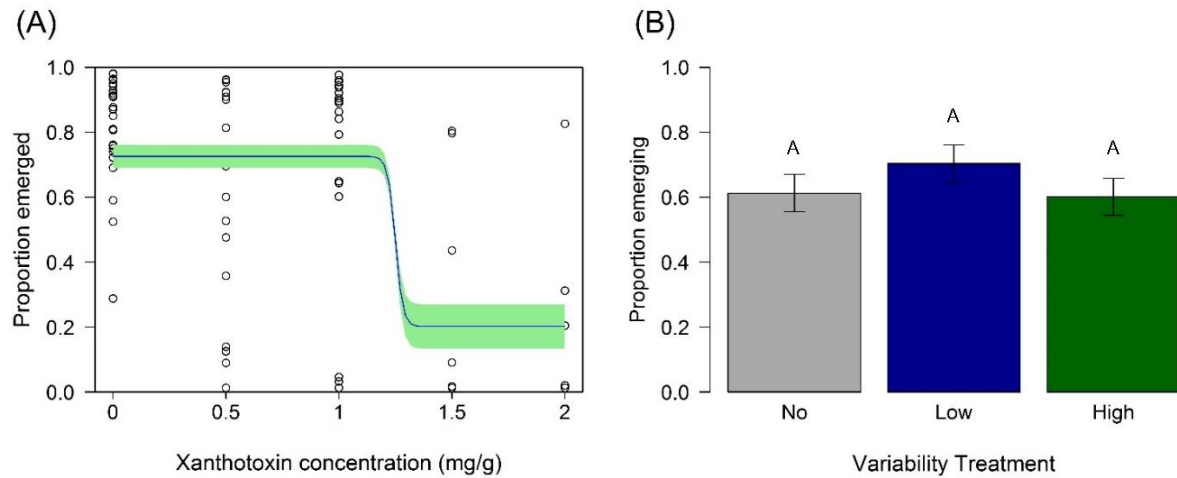 (A)
Proportion emerged
1.0
0.8
0.6
0.4
0.2
0.0
0 0.5 1 1.5 2
Xanthotoxin concentration (mg/g)
(B)
Proportion emerging
1.0
0.8
0.6
0.4
0.2
0.0
A A A
No Low High
Variability Treatment